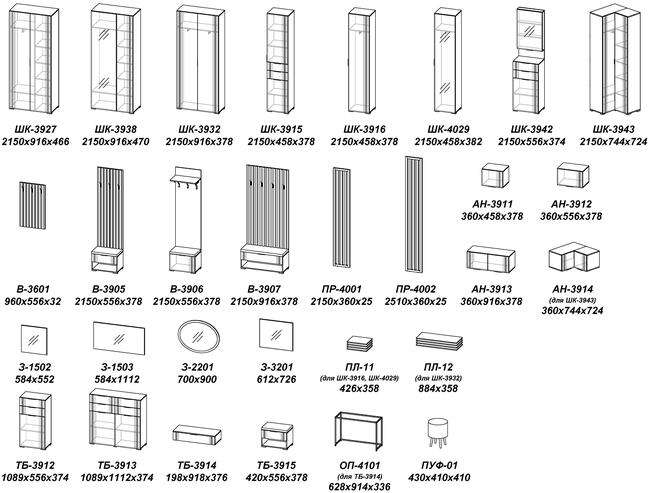 ШК-3927 ШК-3938 ШК-3932 ШК-3915 ШК-3916 ШК-4029 ШК-3942 ШК-3943
2150x916x466 2150x916x470 2150x916x378 2150x458x378 2150x458x378 2150x458x382 2150x556x374 2150x744x724
АН-3911 АН-3912
360x458x378 360x556x378
В-3601 В-3905 В-3906 В-3907 ПР-4001 ПР-4002 АН-3913 АН-3914
960x556x32 2150x556x378 2150x556x378 2150x916x378 2150x360x25 2510x360x25 360x916x378 (для ШК-3943)
360x744x724
З-1502 З-1503 З-2201 З-3201 ПЛ-11 ПЛ-12
584x552 584x1112 700x900 612x726 (для ШК-3916, ШК-4029) (для ШК-3932)
426x358 884x358
ТБ-3912 ТБ-3913 ТБ-3914 ТБ-3915 ОП-4101 ПУФ-01
1089x556x374 1089x1112x374 198x918x376 420x556x378 (для ТБ-3914) 430x410x410
628x914x336